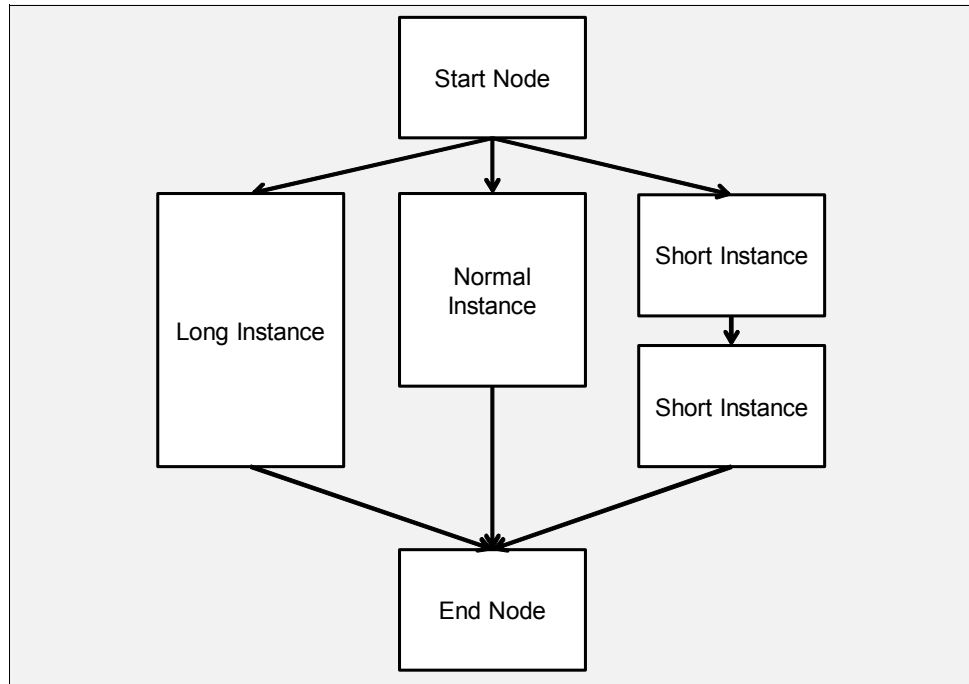 Start Node
Long Instance
Normal
Instance
Short Instance
Short Instance
End Node